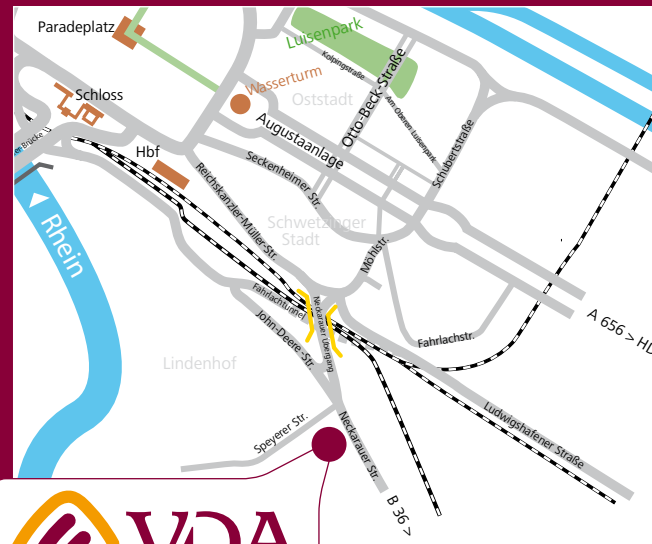 Paradeplatz
Luisenpark
Kolpingstraße
Wasserturm
Schloss
Oststadt
Otto-Beck-Straße
Am Oberen Luisenpark
Augustaanlage
Schubertstraße
Brücke
Hbf
Seckenheimer Str.
Reichskanzler-Müller-Str.
Schwetzinger
Stadt
Rhein
Möhlstr.
Fahrlachtunnel
Neckarauer Übergang
John-Deere-Str.
A 656 > HD
Fahrlachstr.
Lindenhof
Ludwigshafener Straße
Speyerer Str.
Neckarauer Str.
B 36 >
VDA